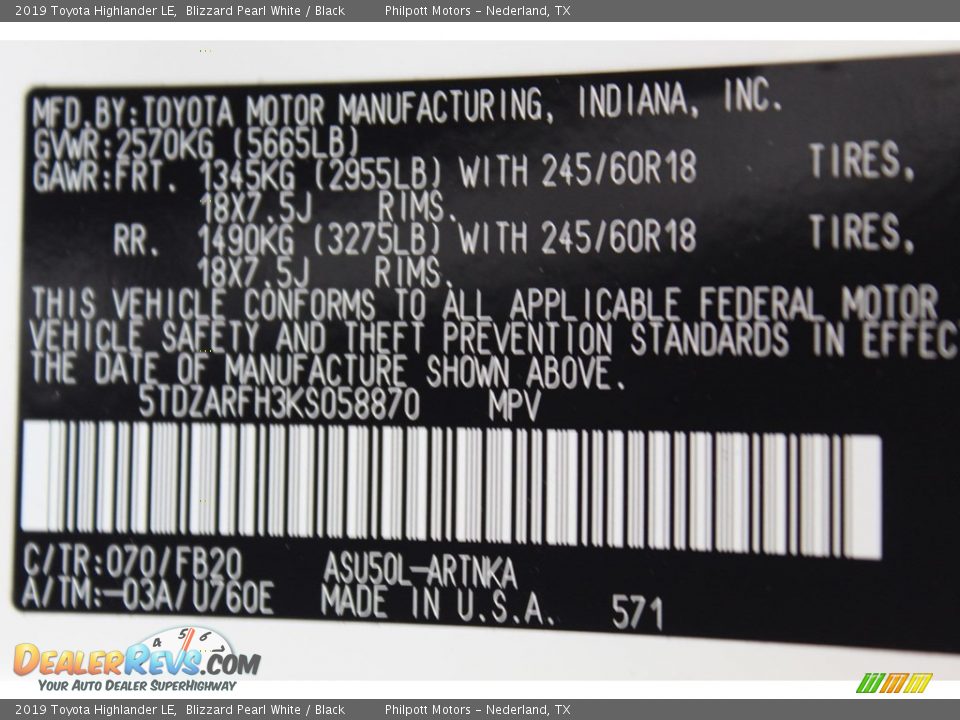 2019 Toyota Highlander LE, Blizzard Pearl White / Black Philpott Motors - Nederland, TX
MFD.BY:TOYOTA MOTOR MANUFACTURING, INDIANA, INC.
GVWR:2570KG (5665LB)
GAWR:FRT. 1345KG (2955LB) WITH 245/60R18 TIRES,
18X7.5J RIMS.
RR. 1490KG (3275LB) WITH 245/60R18 TIRES,
18X7.5J RIMS.
THIS VEHICLE CONFORMS TO ALL APPLICABLE FEDERAL MOTOR
VEHICLE SAFETY AND THEFT PREVENTION STANDARDS IN EFFEC
THE DATE OF MANUFACTURE SHOWN ABOVE.
5TDZARFH3KS058870 MPV
C/TR:070/FB20 ASU50L-ARTNKA
A/TM:-03A/U760E MADE IN U.S.A. 571
4 5 6
DEALERREVS.COM
YOUR AUTO DEALER SUPERHIGHWAY
2019 Toyota Highlander LE, Blizzard Pearl White / Black Philpott Motors - Nederland, TX